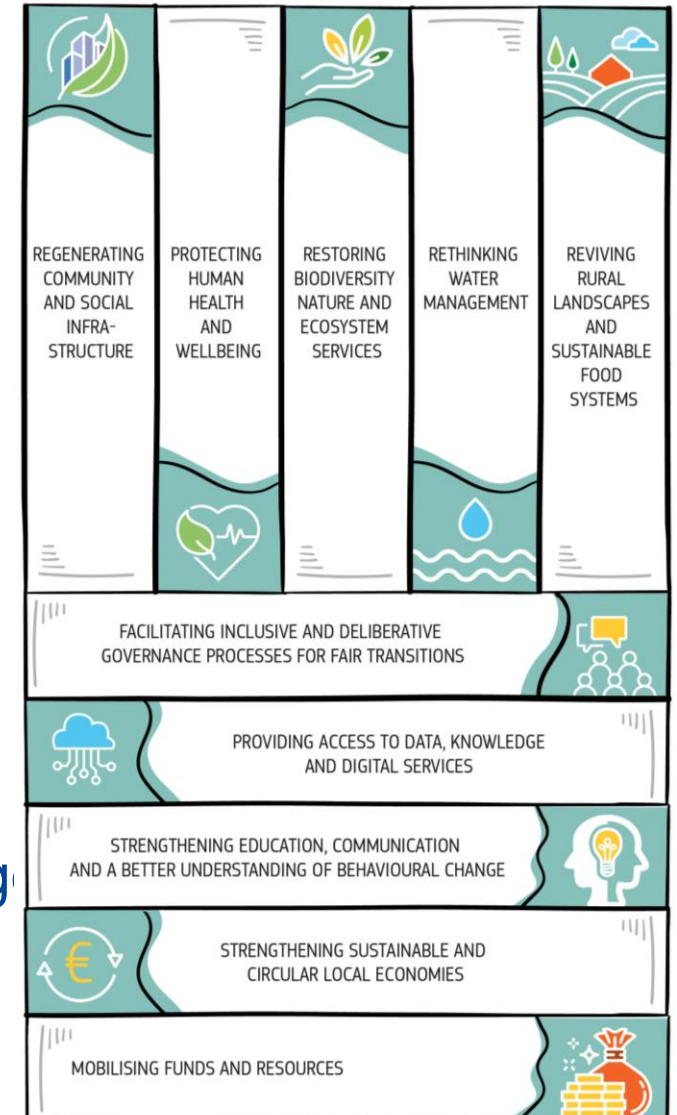 REGENERATING
COMMUNITY
AND SOCIAL
INFRA-
STRUCTURE
PROTECTING
HUMAN
HEALTH
AND
WELLBEING
RESTORING
BIODIVERSITY
NATURE AND
ECOSYSTEM
SERVICES
RETHINKING
WATER
MANAGEMENT
REVIVING
RURAL
LANDSCAPES
AND
SUSTAINABLE
FOOD
SYSTEMS
FACILITATING INCLUSIVE AND DELIBERATIVE
GOVERNANCE PROCESSES FOR FAIR TRANSITIONS
PROVIDING ACCESS TO DATA, KNOWLEDGE
AND DIGITAL SERVICES
STRENGTHENING EDUCATION, COMMUNICATION
AND A BETTER UNDERSTANDING OF BEHAVIOURAL CHANGE
€
STRENGTHENING SUSTAINABLE AND
CIRCULAR LOCAL ECONOMIES
MOBILISING FUNDS AND RESOURCES